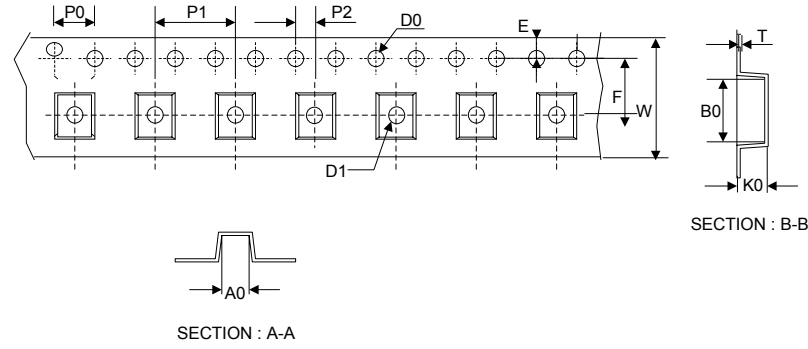 P0
P1
P2
D0
E
T
F
W
B0
D1
K0
SECTION : B-B
A0
SECTION : A-A